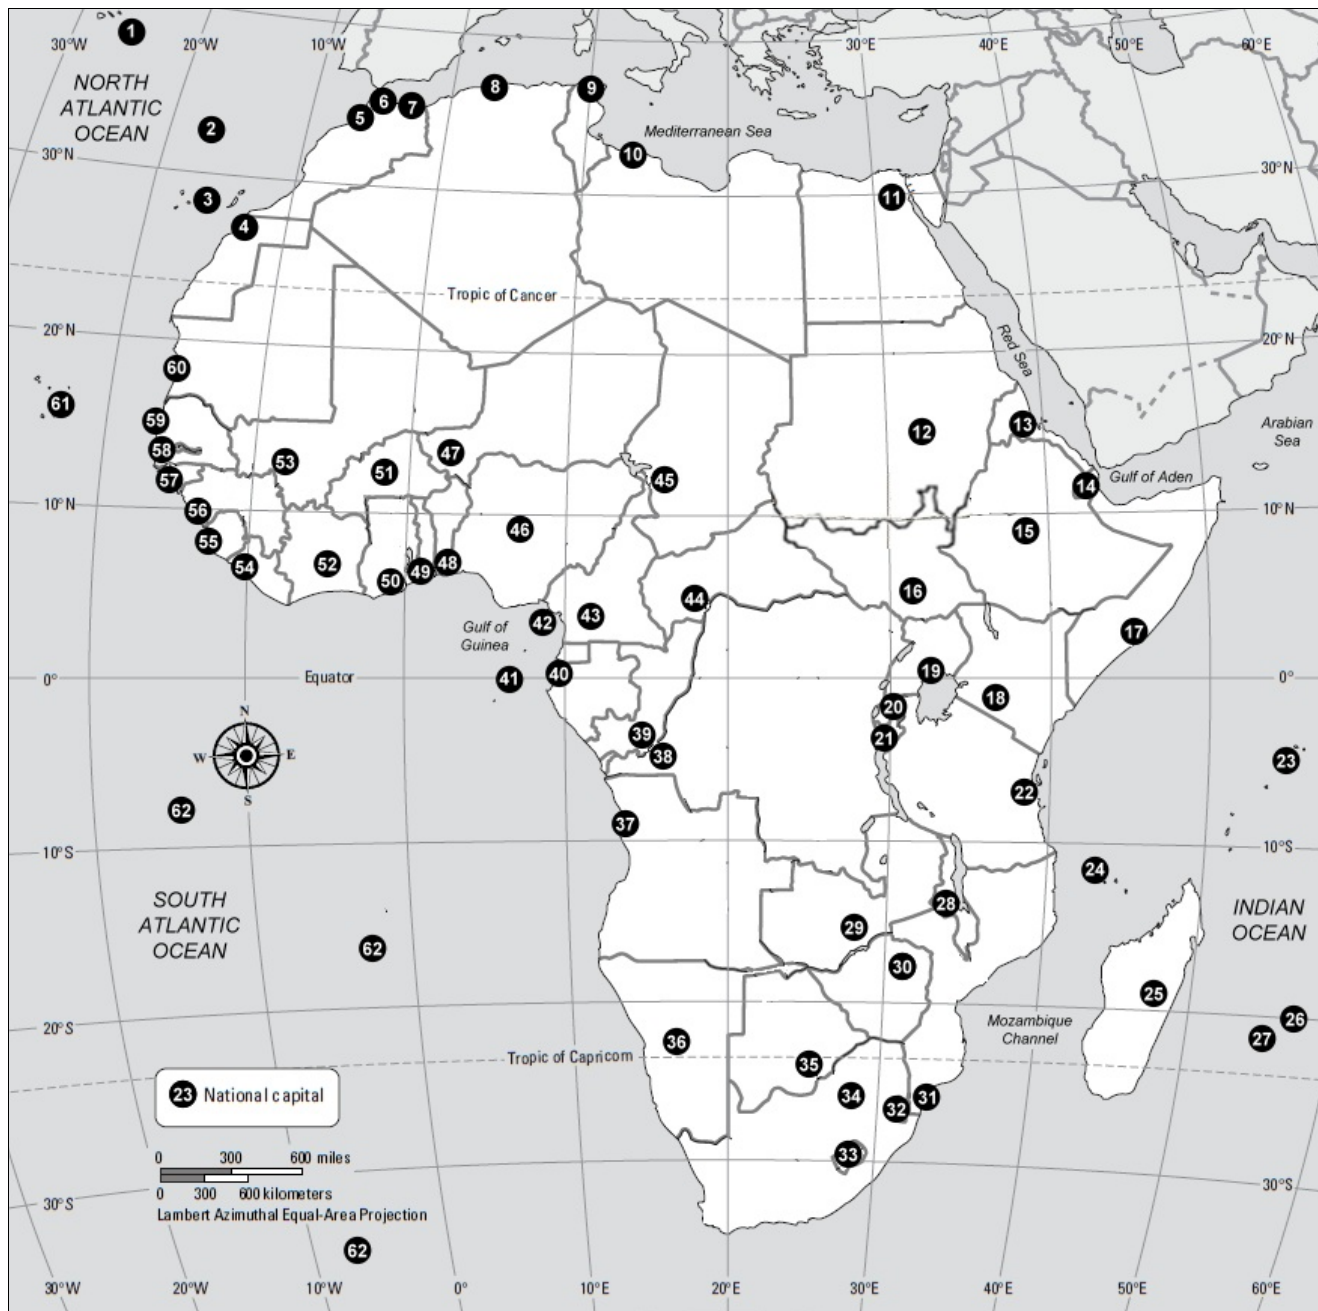 1
30°W
20°W
10°W
30°E
40°E
50°E
60°E
NORTH
ATLANTIC
OCEAN
2
5
6
7
8
9
Mediterranean Sea
10
30°N
30°N
3
4
11
Tropic of Cancer
20°N
20°N
Red Sea
60
61
59
58
57
53
51
47
45
12
13
Arabian
Sea
Gulf of Aden
14
10°N
10°N
56
55
54
52
50
49
48
46
15
16
44
43
42
Gulf of
Guinea
17
Equator
0°
0°
41
40
19
18
20
21
39
38
N
W
E
S
23
22
62
37
10°S
10°S
24
SOUTH
ATLANTIC
OCEAN
INDIAN
OCEAN
28
29
62
30
25
26
27
20°S
Mozambique
Channel
36
Tropic of Capricorn
35
34
32
31
33
23 National capital
0 300 600 miles
0 300 600 kilometers
Lambert Azimuthal Equal-Area Projection
30°S
30°S
62
30°W
20°W
10°W
0°
10°E
20°E
30°E
40°E
50°E
60°E